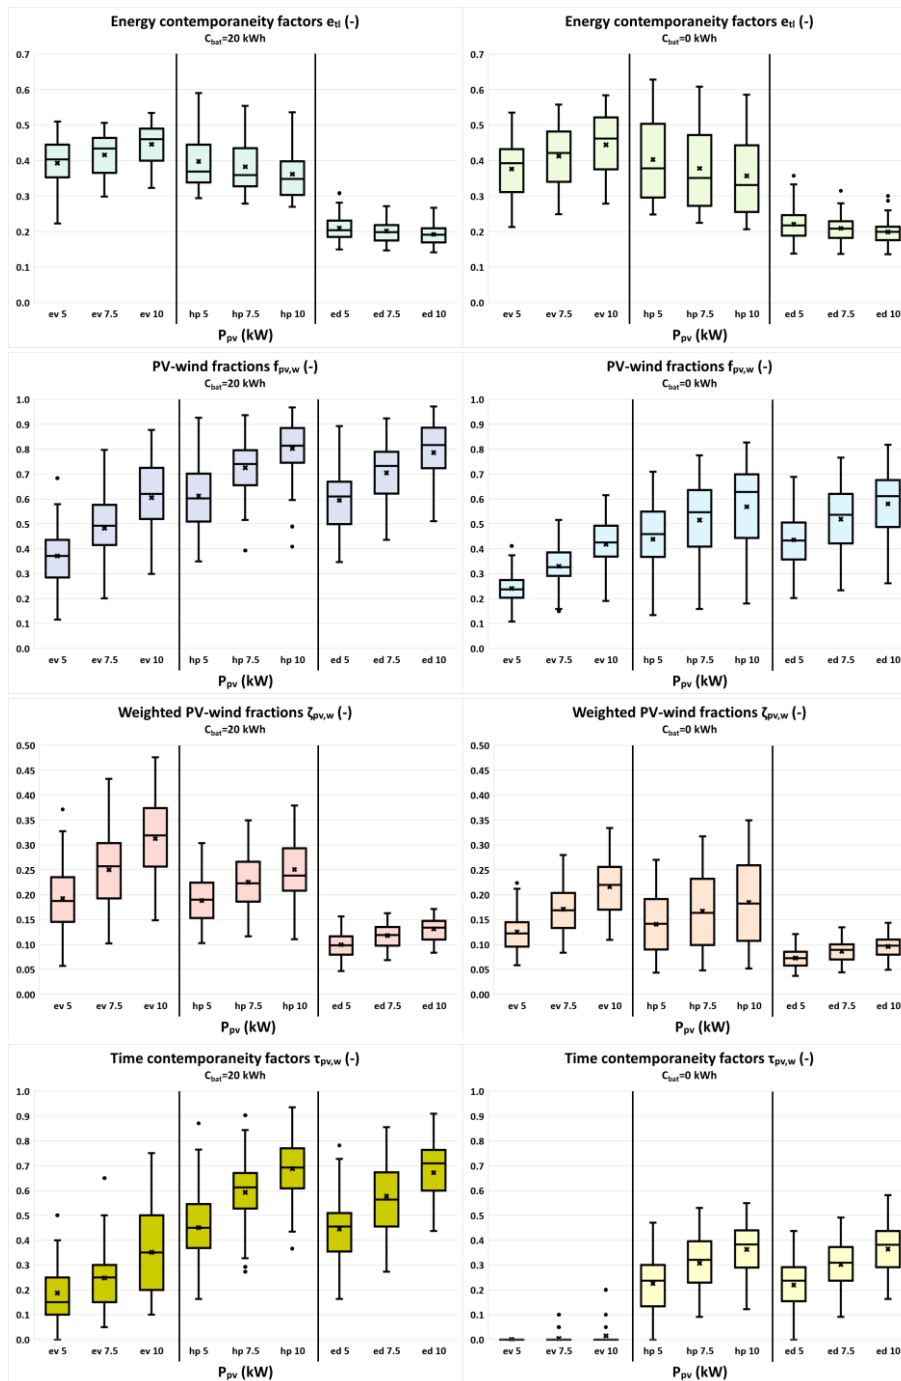 Energy contemporaneity factors e_tl (-)
C_bat=20 kWh
0.7
0.6
0.5
0.4
0.3
0.2
0.1
0.0
ev 5 ev 7.5 ev 10 hp 5 hp 7.5 hp 10 ed 5 ed 7.5 ed 10
P_pv (kW)
Energy contemporaneity factors e_tl (-)
C_bat=0 kWh
0.7
0.6
0.5
0.4
0.3
0.2
0.1
0.0
ev 5 ev 7.5 ev 10 hp 5 hp 7.5 hp 10 ed 5 ed 7.5 ed 10
P_pv (kW)
PV-wind fractions f_pv,w (-)
C_bat=20 kWh
1.0
0.9
0.8
0.7
0.6
0.5
0.4
0.3
0.2
0.1
0.0
ev 5 ev 7.5 ev 10 hp 5 hp 7.5 hp 10 ed 5 ed 7.5 ed 10
P_pv (kW)
PV-wind fractions f_pv,w (-)
C_bat=0 kWh
1.0
0.9
0.8
0.7
0.6
0.5
0.4
0.3
0.2
0.1
0.0
ev 5 ev 7.5 ev 10 hp 5 hp 7.5 hp 10 ed 5 ed 7.5 ed 10
P_pv (kW)
Weighted PV-wind fractions ζ_pv,w (-)
C_bat=20 kWh
0.50
0.45
0.40
0.35
0.30
0.25
0.20
0.15
0.10
0.05
0.00
ev 5 ev 7.5 ev 10 hp 5 hp 7.5 hp 10 ed 5 ed 7.5 ed 10
P_pv (kW)
Weighted PV-wind fractions ζ_pv,w (-)
C_bat=0 kWh
0.50
0.45
0.40
0.35
0.30
0.25
0.20
0.15
0.10
0.05
0.00
ev 5 ev 7.5 ev 10 hp 5 hp 7.5 hp 10 ed 5 ed 7.5 ed 10
P_pv (kW)
Time contemporaneity factors τ_pv,w (-)
C_bat=20 kWh
1.0
0.9
0.8
0.7
0.6
0.5
0.4
0.3
0.2
0.1
0.0
ev 5 ev 7.5 ev 10 hp 5 hp 7.5 hp 10 ed 5 ed 7.5 ed 10
P_pv (kW)
Time contemporaneity factors τ_pv,w (-)
C_bat=0 kWh
1.0
0.9
0.8
0.7
0.6
0.5
0.4
0.3
0.2
0.1
0.0
ev 5 ev 7.5 ev 10 hp 5 hp 7.5 hp 10 ed 5 ed 7.5 ed 10
P_pv (kW)